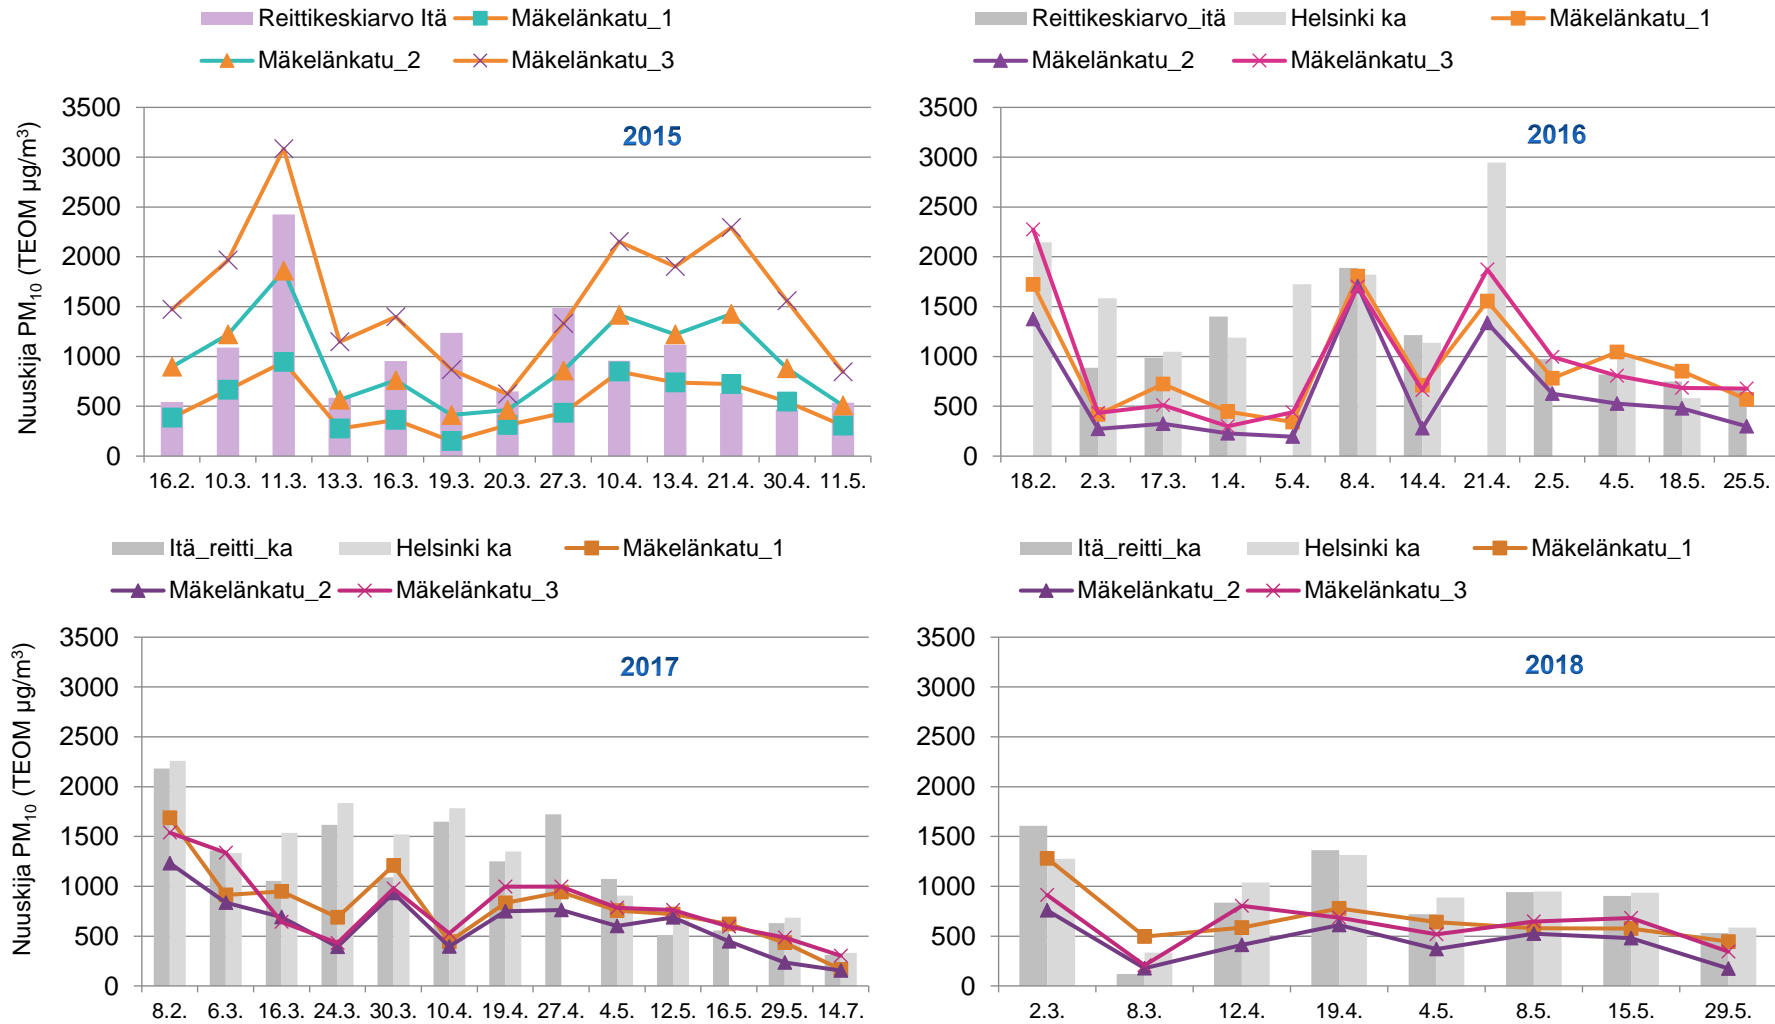 Reittikeskiarvo Itä Mäkelänkatu_1
Mäkelänkatu_2 Mäkelänkatu_3
Nuuskija PM10 (TEOM µg/m³)
3500
3000
2500
2000
1500
1000
500
0
2015
16.2. 10.3. 11.3. 13.3. 16.3. 19.3. 20.3. 27.3. 10.4. 13.4. 21.4. 30.4. 11.5.
Reittikeskiarvo_itä Helsinki ka Mäkelänkatu_1
Mäkelänkatu_2 Mäkelänkatu_3
3500
3000
2500
2000
1500
1000
500
0
2016
18.2. 2.3. 17.3. 1.4. 5.4. 8.4. 14.4. 21.4. 2.5. 4.5. 18.5. 25.5.
Itä_reitti_ka Helsinki ka Mäkelänkatu_1
Mäkelänkatu_2 Mäkelänkatu_3
Nuuskija PM10 (TEOM µg/m³)
3500
3000
2500
2000
1500
1000
500
0
2017
8.2. 6.3. 16.3. 24.3. 30.3. 10.4. 19.4. 27.4. 4.5. 12.5. 16.5. 29.5. 14.7.
Itä_reitti_ka Helsinki ka Mäkelänkatu_1
Mäkelänkatu_2 Mäkelänkatu_3
3500
3000
2500
2000
1500
1000
500
0
2018
2.3. 8.3. 12.4. 19.4. 4.5. 8.5. 15.5. 29.5.